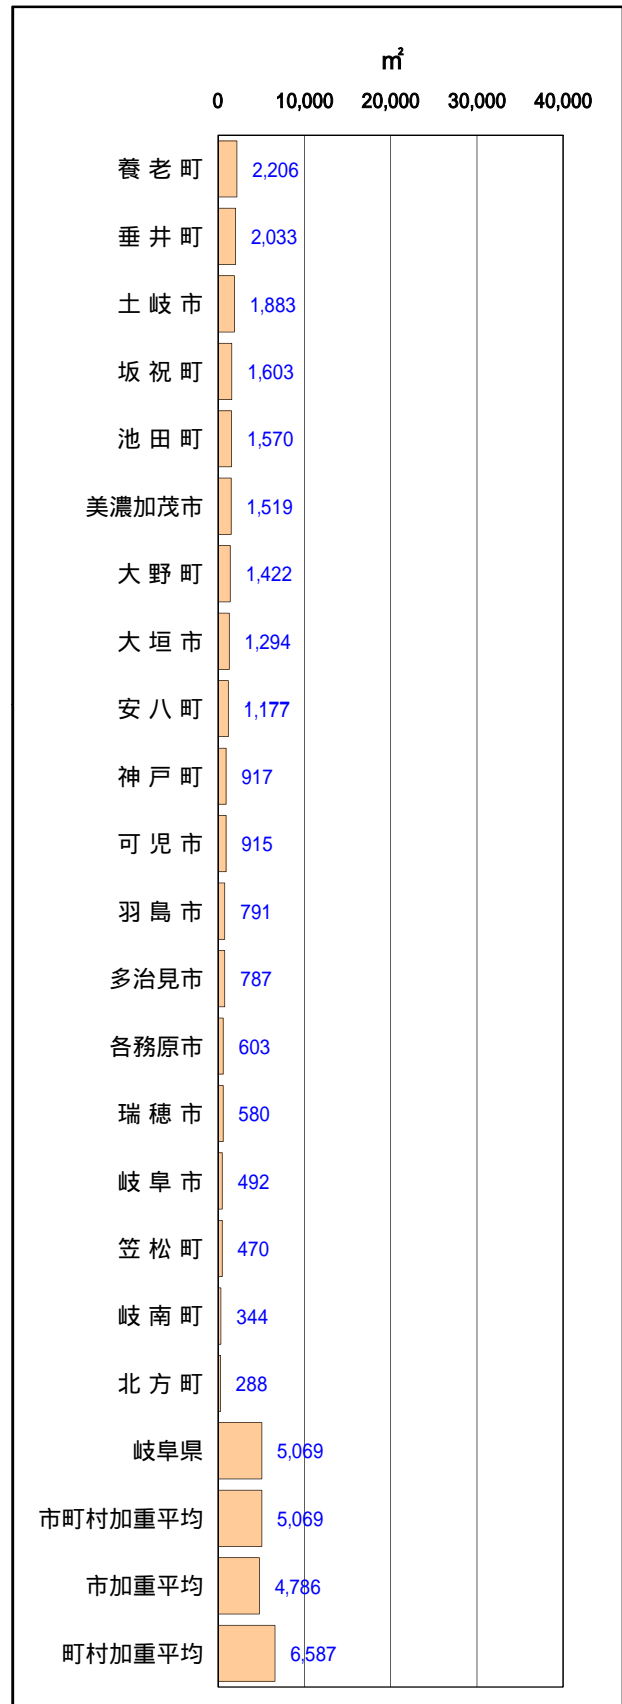 ㎡
0 10,000 20,000 30,000 40,000
養老町 2,206
垂井町 2,033
土岐市 1,883
坂祝町 1,603
池田町 1,570
美濃加茂市 1,519
大野町 1,422
大垣市 1,294
安八町 1,177
神戸町 917
可児市 915
羽島市 791
多治見市 787
各務原市 603
瑞穂市 580
岐阜市 492
笠松町 470
岐南町 344
北方町 288
岐阜県 5,069
市町村加重平均 5,069
市加重平均 4,786
町村加重平均 6,587